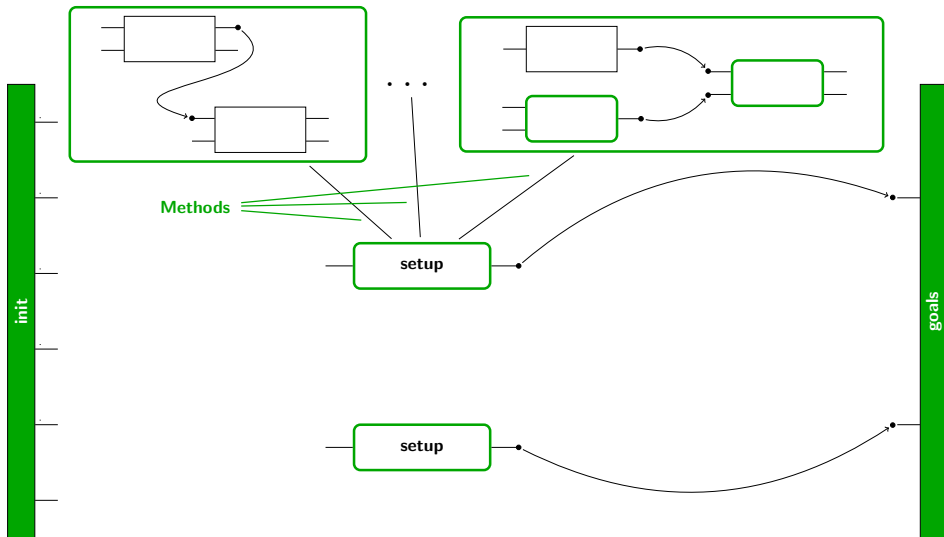 . . .
Methods
setup
init
goals
setup